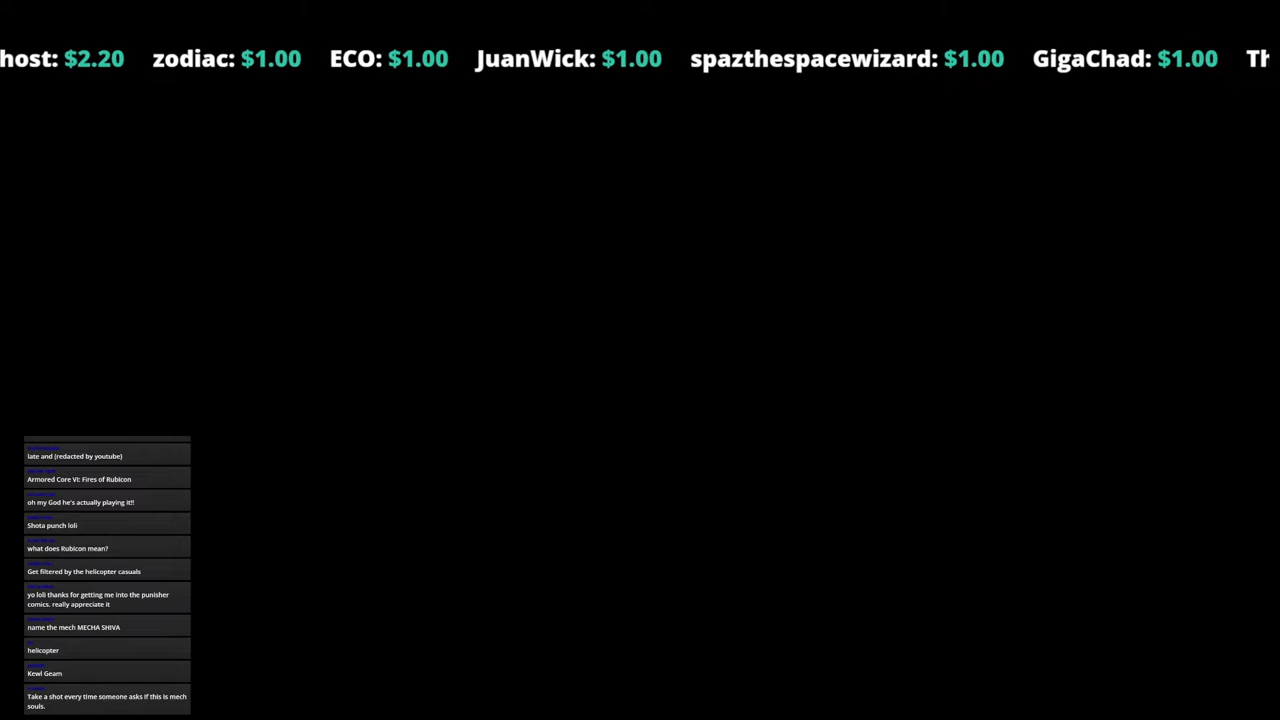 host: $2.20 zodiac: $1.00 ECO: $1.00 JuanWick: $1.00 spazthespacewizard: $1.00 GigaChad: $1.00 Th
late and (redacted by youtube)
Armored Core VI: Fires of Rubicon
oh my God he's actually playing it!!
Shota punch loli
what does Rubicon mean?
Get filtered by the helicopter casuals
yo loli thanks for getting me into the punisher
comics. really appreciate it
name the mech MECHA SHIVA
helicopter
Kewl Geam
Take a shot every time someone asks if this is mech
souls.